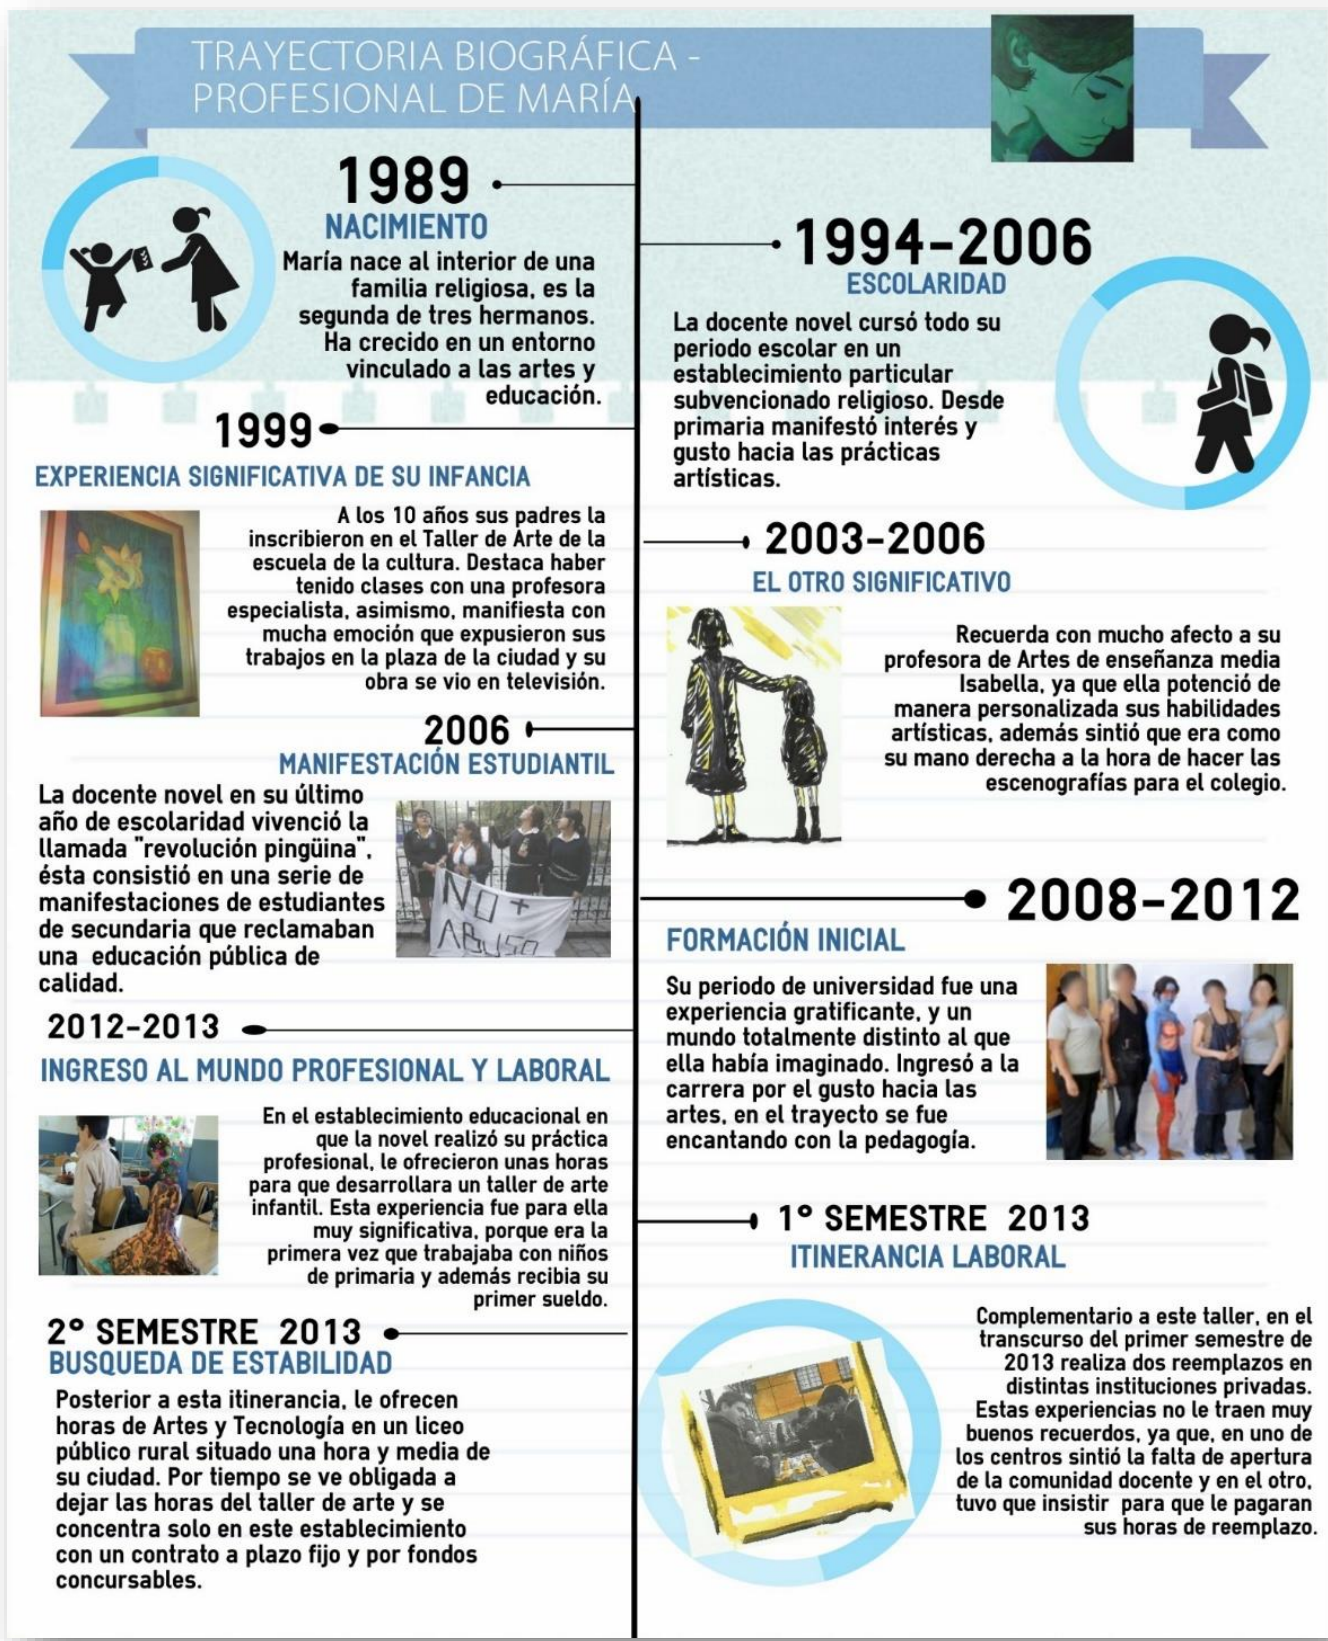 TRAYECTORIA BIOGRÁFICA -
PROFESIONAL DE MARÍA
1989
NACIMIENTO
María nace al interior de una
familia religiosa, es la
segunda de tres hermanos.
Ha crecido en un entorno
vinculado a las artes y
educación.
1994-2006
ESCOLARIDAD
La docente novel cursó todo su
periodo escolar en un
establecimiento particular
subvencionado religioso. Desde
primaria manifestó interés y
gusto hacia las prácticas
artísticas.
1999
EXPERIENCIA SIGNIFICATIVA DE SU INFANCIA
A los 10 años sus padres la
inscribieron en el Taller de Arte de la
escuela de la cultura. Destaca haber
tenido clases con una profesora
especialista, asimismo, manifiesta con
mucha emoción que expusieron sus
trabajos en la plaza de la ciudad y su
obra se vio en televisión.
2003-2006
EL OTRO SIGNIFICATIVO
Recuerda con mucho afecto a su
profesora de Artes de enseñanza media
Isabella, ya que ella potenció de
manera personalizada sus habilidades
artísticas, además sintió que era como
su mano derecha a la hora de hacer las
escenografías para el colegio.
2006
MANIFESTACIÓN ESTUDIANTIL
La docente novel en su último
año de escolaridad vivenció la
llamada "revolución pingüina",
ésta consistió en una serie de
manifestaciones de estudiantes
de secundaria que reclamaban
una educación pública de
calidad.
NO +
ABUSO
2008-2012
FORMACIÓN INICIAL
Su periodo de universidad fue una
experiencia gratificante, y un
mundo totalmente distinto al que
ella había imaginado. Ingresó a la
carrera por el gusto hacia las
artes, en el trayecto se fue
encantando con la pedagogía.
2012-2013
INGRESO AL MUNDO PROFESIONAL Y LABORAL
En el establecimiento educacional en
que la novel realizó su práctica
profesional, le ofrecieron unas horas
para que desarrollara un taller de arte
infantil. Esta experiencia fue para ella
muy significativa, porque era la
primera vez que trabajaba con niños
de primaria y además recibia su
primer sueldo.
1° SEMESTRE 2013
ITINERANCIA LABORAL
Complementario a este taller, en el
transcurso del primer semestre de
2013 realiza dos reemplazos en
distintas instituciones privadas.
Estas experiencias no le traen muy
buenos recuerdos, ya que, en uno de
los centros sintió la falta de apertura
de la comunidad docente y en el otro,
tuvo que insistir para que le pagaran
sus horas de reemplazo.
2° SEMESTRE 2013
BUSQUEDA DE ESTABILIDAD
Posterior a esta itinerancia, le ofrecen
horas de Artes y Tecnología en un liceo
público rural situado una hora y media de
su ciudad. Por tiempo se ve obligada a
dejar las horas del taller de arte y se
concentra solo en este establecimiento
con un contrato a plazo fijo y por fondos
concursables.